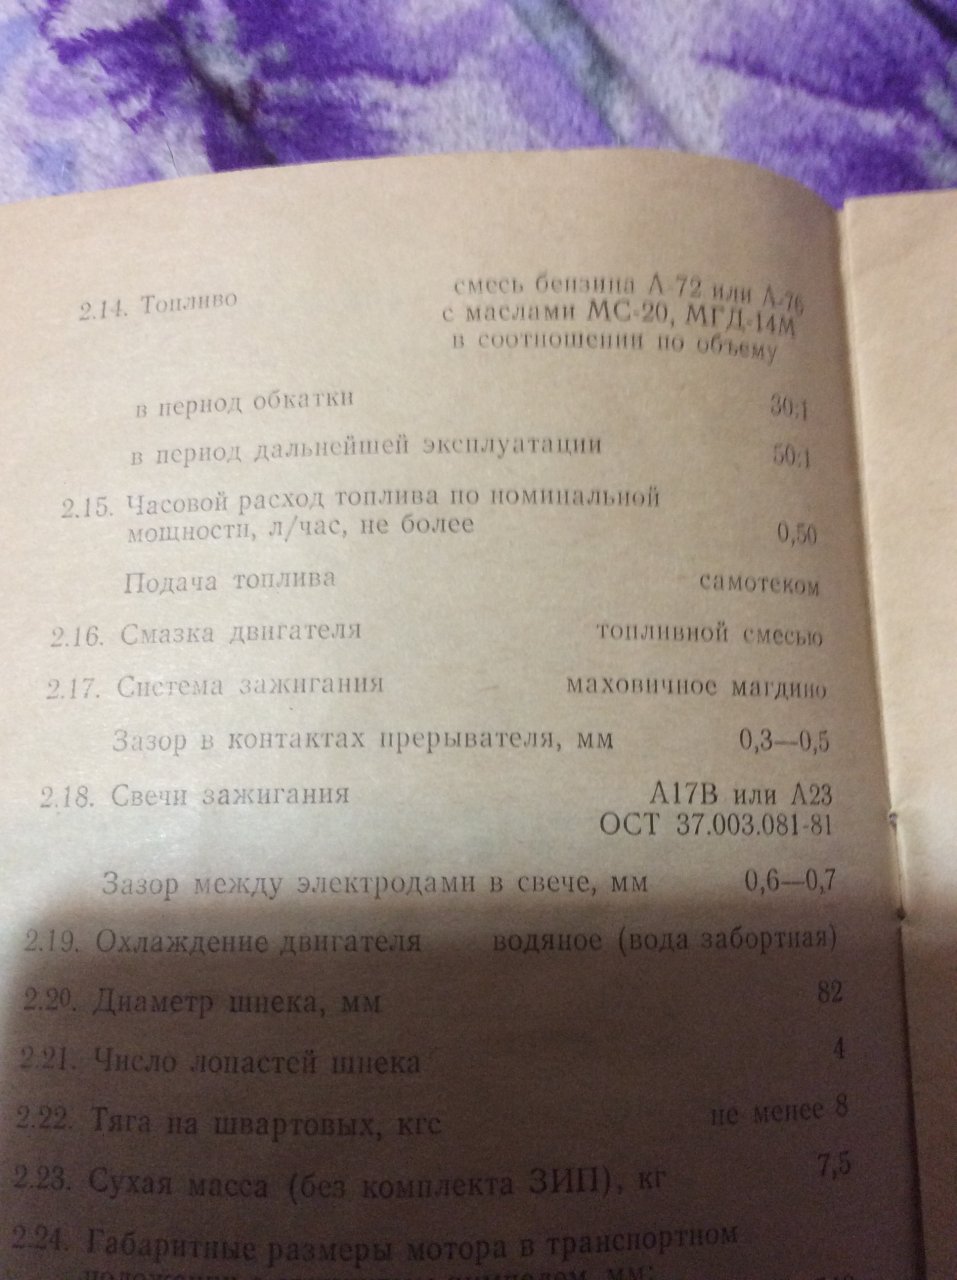 2.14. Топливо смесь бензина А-72 или А-76
с маслами МС-20, МГД-14М
в соотношении по объему
в период обкатки 30:1
в период дальнейшей эксплуатации 50:1
2.15. Часовой расход топлива по номинальной
мощности, л/час, не более 0,50
Подача топлива самотеком
2.16. Смазка двигателя топливной смесью
2.17. Система зажигания маховичное магдино
Зазор в контактах прерывателя, мм 0,3—0,5
2.18. Свечи зажигания А17В или А23
ОСТ 37.003.081-81
Зазор между электродами в свече, мм 0,6—0,7
2.19. Охлаждение двигателя водяное (вода забортная)
2.20. Диаметр шнека, мм 82
2.21. Число лопастей шнека 4
2.22. Тяга на швартовых, кгс не менее 8
2.23. Сухая масса (без комплекта ЗИП), кг 7,5
2.24. Габаритные размеры мотора в транспортном
мм: